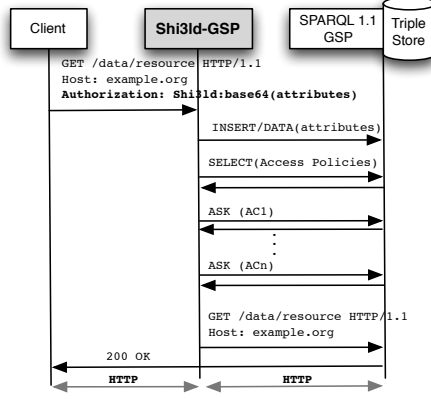 Client
Shi3ld-GSP
SPARQL 1.1
GSP
Triple
Store
GET /data/resource HTTP/1.1
Host: example.org
Authorization: Shi3ld:base64(attributes)
INSERT/DATA(attributes)
SELECT(Access Policies)
ASK (AC1)
ASK (ACn)
GET /data/resource HTTP/1.1
Host: example.org
200 OK
HTTP
HTTP